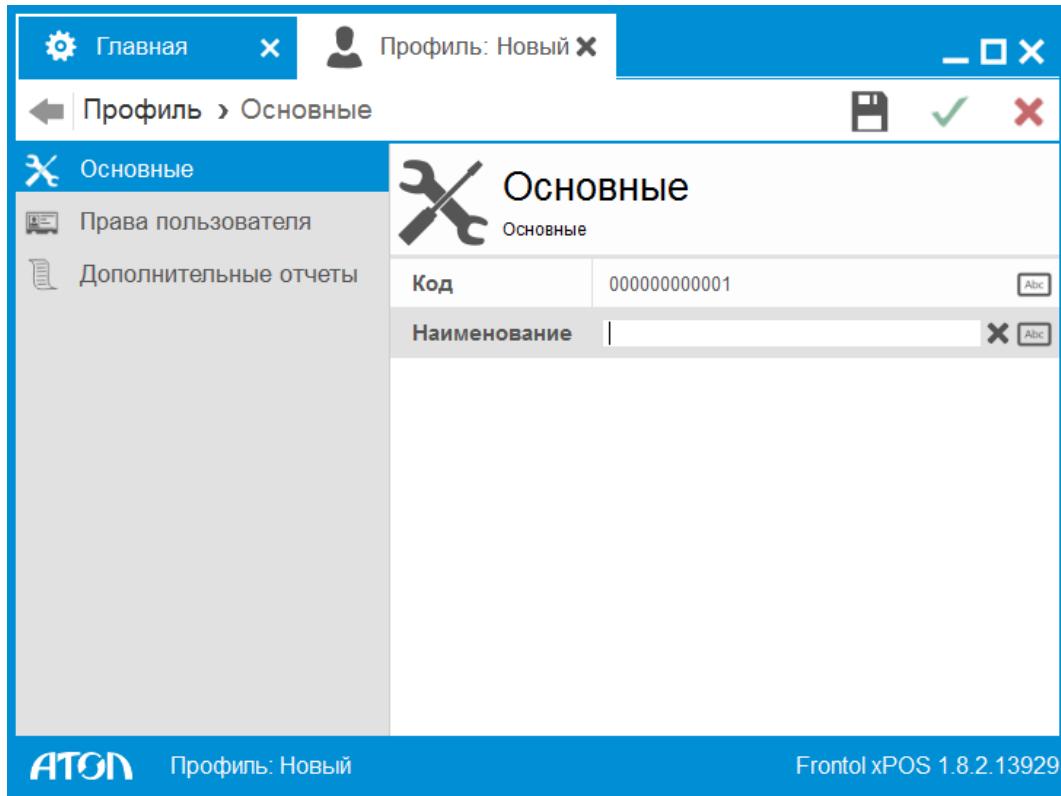 Главная
Профиль: Новый
Профиль › Основные
Основные
Права пользователя
Дополнительные отчеты
Основные
Основные
Код 000000000001 Abc
Наименование Abc
АТОЛ Профиль: Новый Frontol xPOS 1.8.2.13929